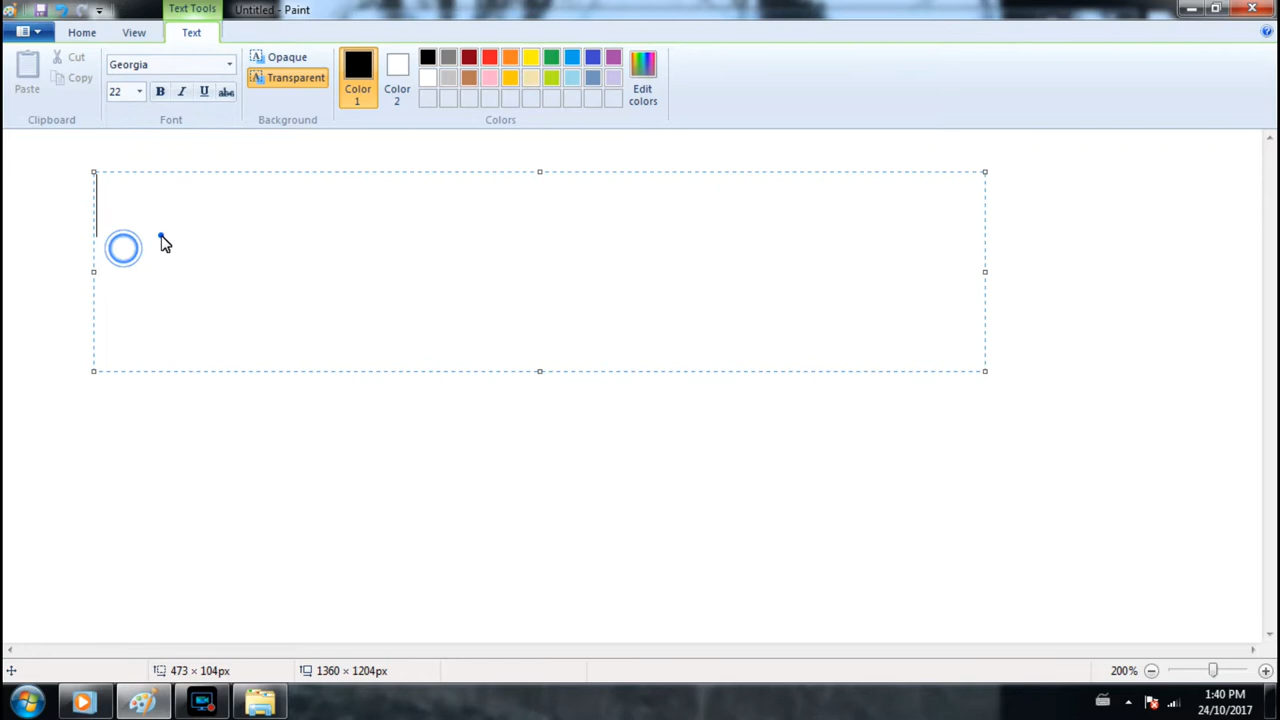 Text Tools
Untitled - Paint
Home
View
Text
Paste
Cut
Copy
Clipboard
Georgia
22
B
I
U
abc
Font
A Opaque
A Transparent
Background
Color 1
Color 2
Edit colors
Colors
473 × 104px
1360 × 1204px
200%
1:40 PM
24/10/2017